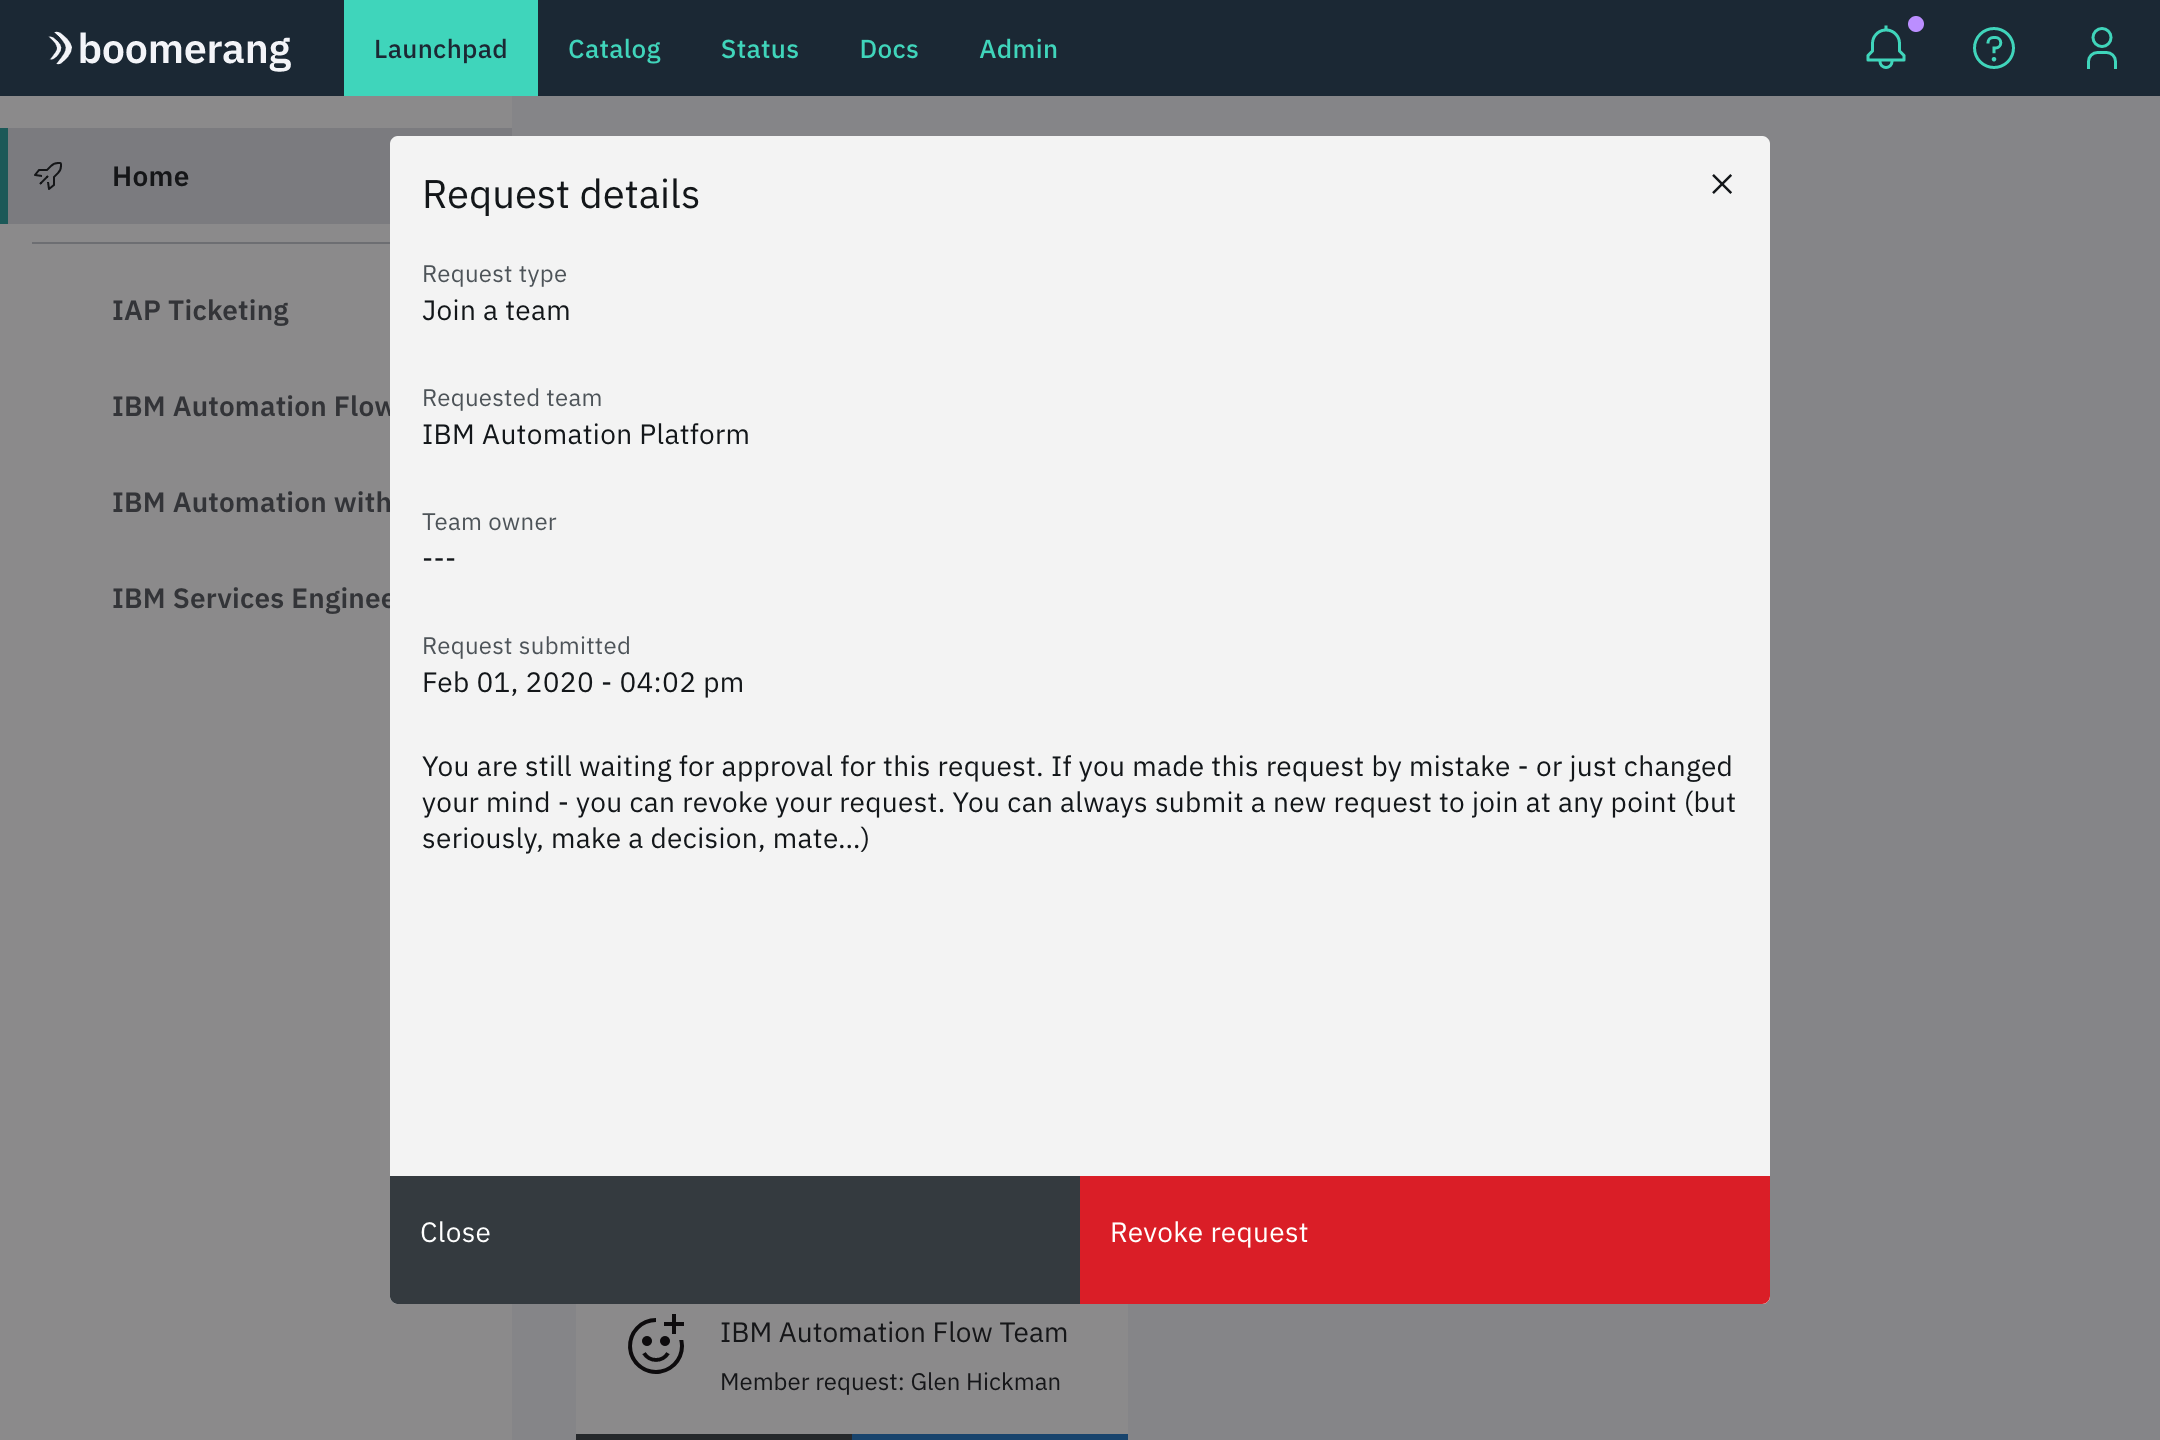 boomerang
Launchpad
Catalog
Status
Docs
Admin
Home
IAP Ticketing
IBM Automation Flow
IBM Automation with
IBM Services Enginee
Request details
Request type
Join a team
Requested team
IBM Automation Platform
Team owner
---
Request submitted
Feb 01, 2020 - 04:02 pm
You are still waiting for approval for this request. If you made this request by mistake - or just changed
your mind - you can revoke your request. You can always submit a new request to join at any point (but
seriously, make a decision, mate...)
Close
Revoke request
IBM Automation Flow Team
Member request: Glen Hickman